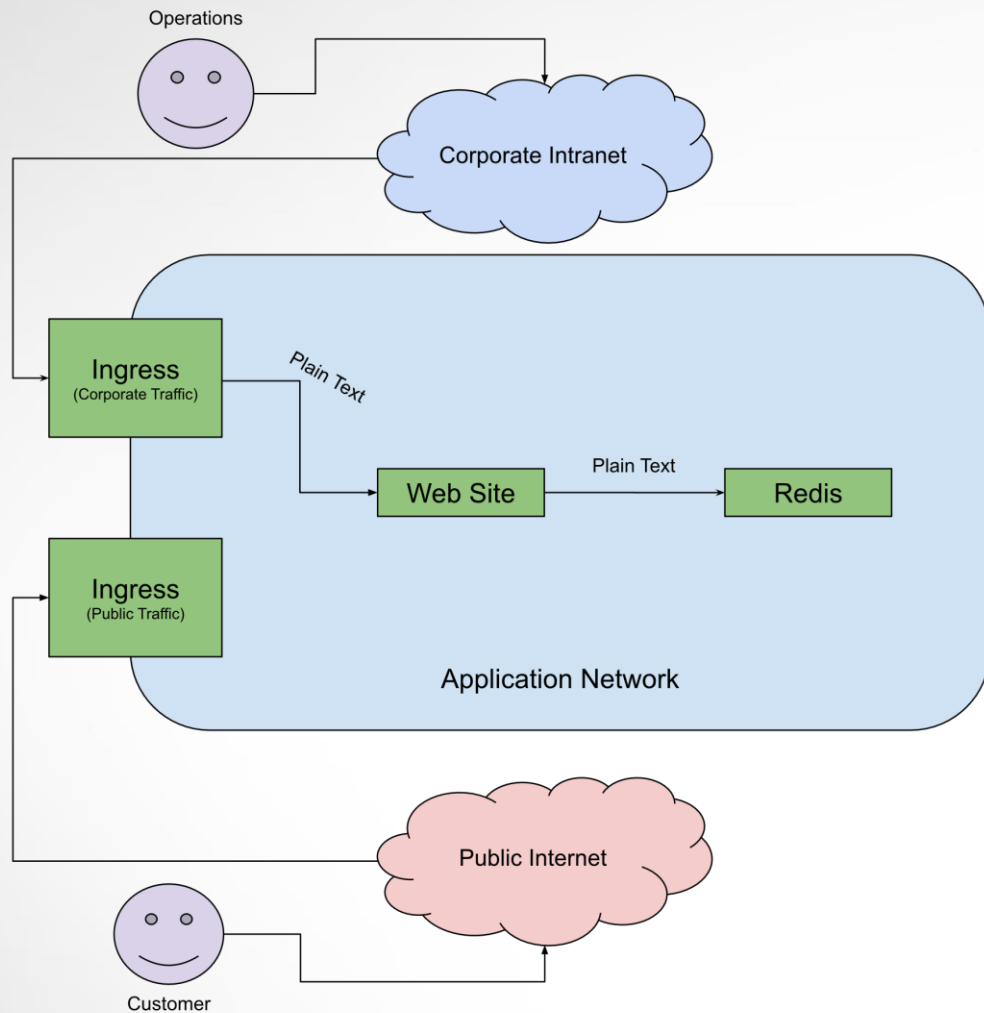 Operations
Corporate Intranet
Ingress
(Corporate Traffic)
Plain Text
Web Site
Plain Text
Redis
Ingress
(Public Traffic)
Application Network
Public Internet
Customer